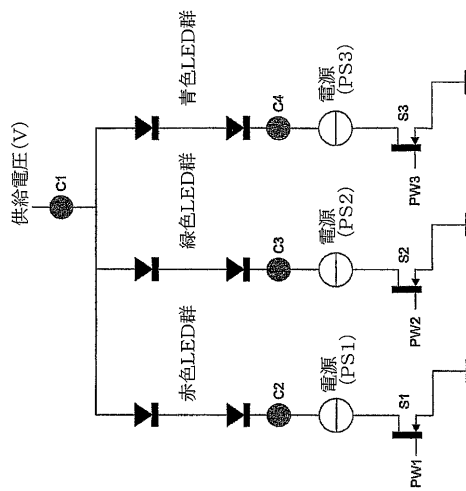 供給電圧(V)
C1
赤色LED群
緑色LED群
青色LED群
C2
C3
C4
電源
(PS1)
電源
(PS2)
電源
(PS3)
S1
S2
S3
PW1
PW2
PW3